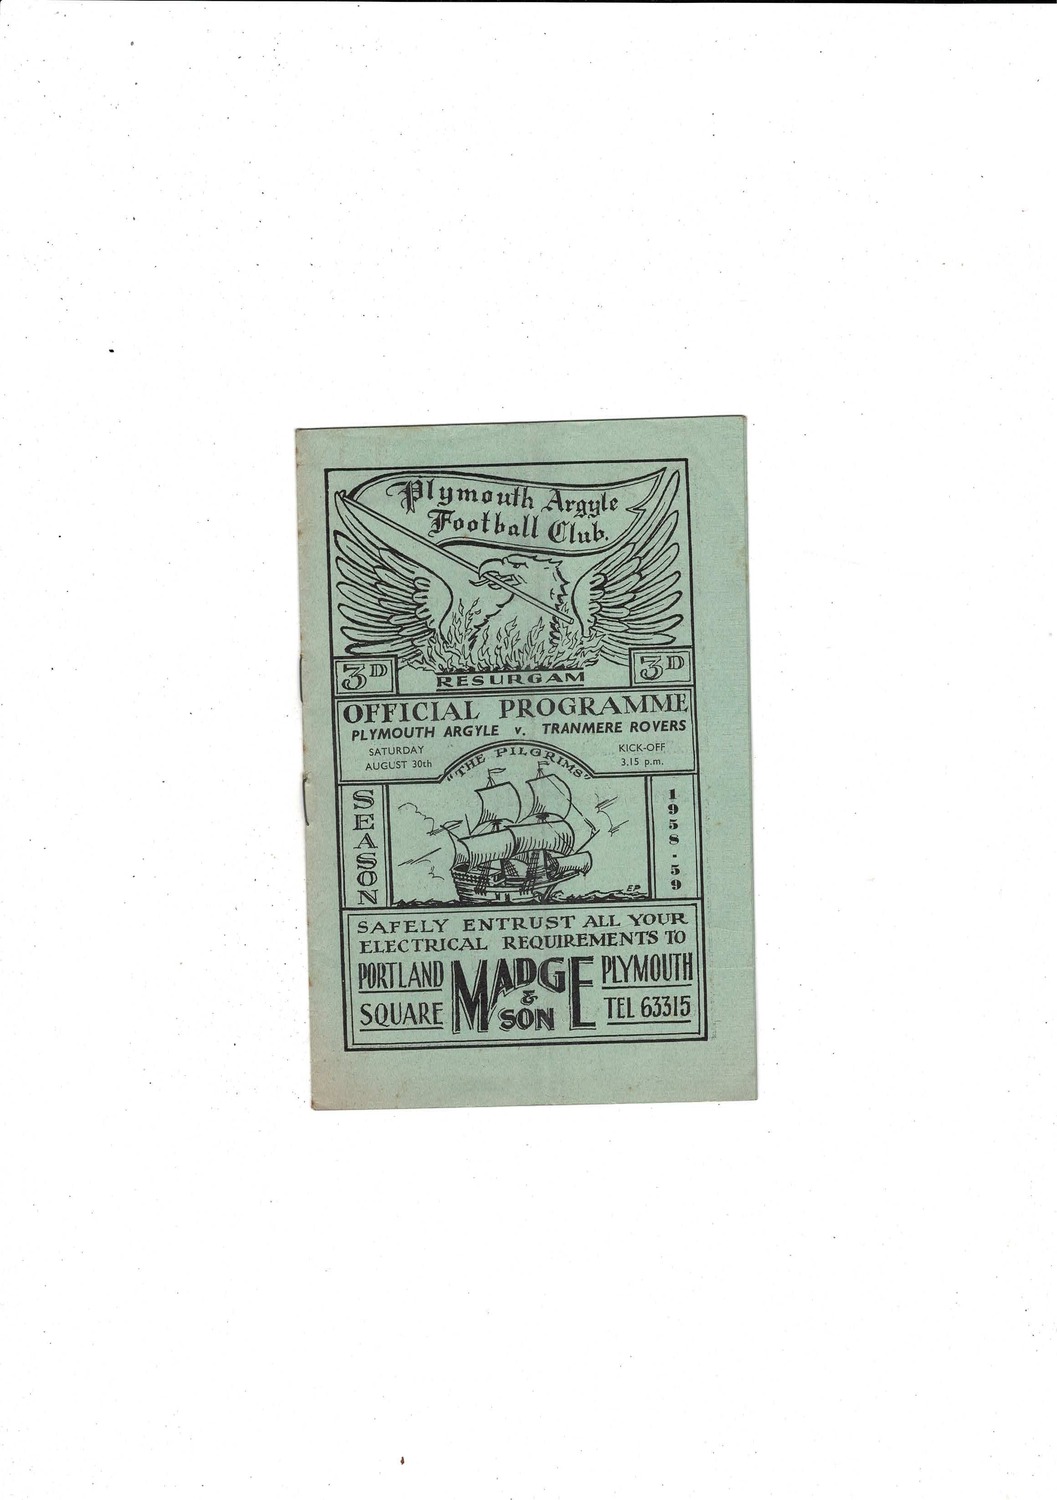 Plymouth Argyle
Football Club.
3D
3D
RESURGAM
OFFICIAL PROGRAMME
PLYMOUTH ARGYLE v. TRANMERE ROVERS
SATURDAY
AUGUST 30th
KICK-OFF
3.15 p.m.
"THE PILGRIMS"
SEASON
1958-59
EP
SAFELY ENTRUST ALL YOUR
ELECTRICAL REQUIREMENTS TO
PORTLAND
SQUARE
MADGE
&
SON
PLYMOUTH
TEL 63315